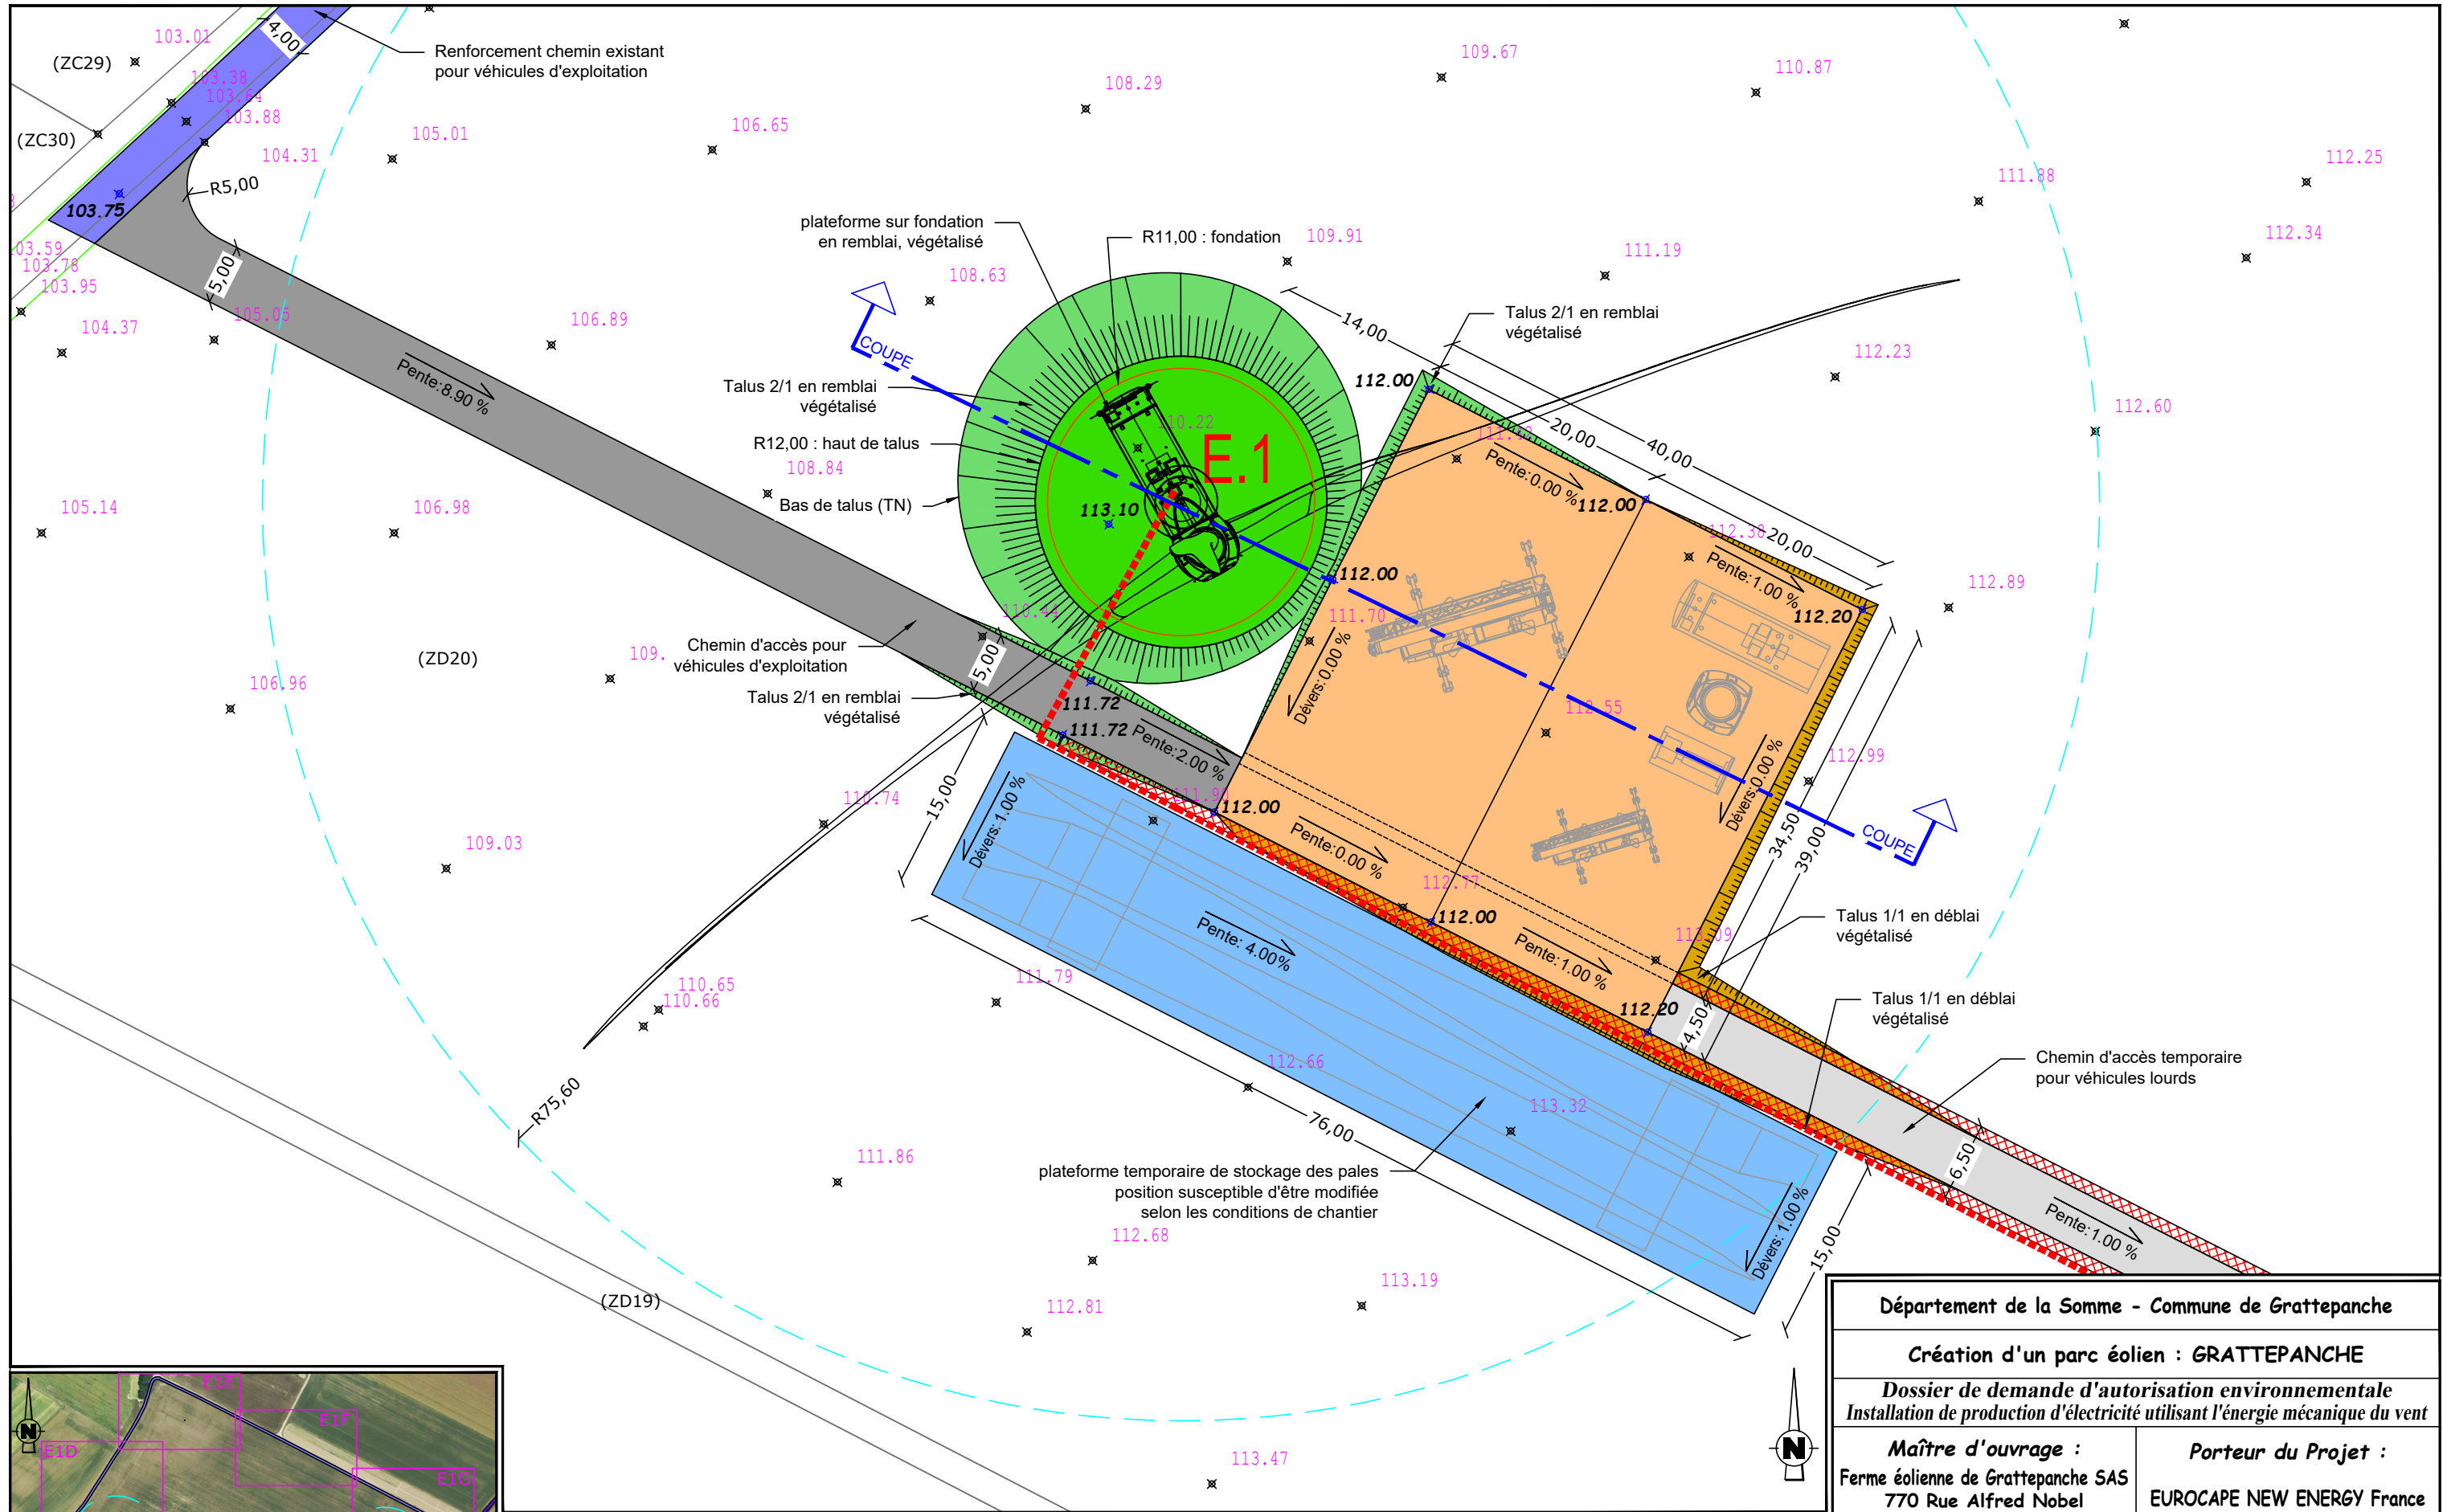 Renforcement chemin existant
pour véhicules d'exploitation
4,00
(ZC29)
(ZC30)
103.01
103.38
103.64
103.88
104.31
105.01
106.65
108.29
109.67
110.87
112.25
111.88
112.34
R5,00
103.75
103.59
103.78
103.95
104.37
105.05
5,00
106.89
108.63
109.91
111.19
112.23
112.60
plateforme sur fondation
en remblai, végétalisé
R11,00 : fondation
Talus 2/1 en remblai
végétalisé
14,00
20,00
40,00
20,00
COUPE
Pente:8.90 %
Talus 2/1 en remblai
végétalisé
R12,00 : haut de talus
Bas de talus (TN)
108.84
110.22
E.1
113.10
112.00
Pente:0.00 %
112.00
112.38
Pente:1.00 %
112.20
112.89
105.14
106.98
112.00
111.70
Dévers:0.00 %
112.55
Dévers:0.00 %
112.99
34,50
39,00
COUPE
110.44
5,00
Chemin d'accès pour
véhicules d'exploitation
Talus 2/1 en remblai
végétalisé
(ZD20)
109.
106.96
111.72
111.72
Pente:2.00 %
15,00
Dévers:1.00 %
110.74
109.03
112.00
Pente:0.00 %
112.77
112.00
Pente:1.00 %
112.20
4,50
Talus 1/1 en déblai
végétalisé
Talus 1/1 en déblai
végétalisé
Chemin d'accès temporaire
pour véhicules lourds
Pente: 4.00%
110.65
110.66
111.79
112.66
113.32
R75,60
76,00
6,50
Pente:1.00 %
111.86
plateforme temporaire de stockage des pales
position susceptible d'être modifiée
selon les conditions de chantier
Dévers:1.00 %
15,00
112.68
112.81
113.19
(ZD19)
113.47
N
N
E1F
E1D
E1G
Département de la Somme - Commune de Grattepanche
Création d'un parc éolien : GRATTEPANCHE
Dossier de demande d'autorisation environnementale
Installation de production d'électricité utilisant l'énergie mécanique du vent
Maître d'ouvrage :
Ferme éolienne de Grattepanche SAS
770 Rue Alfred Nobel
Porteur du Projet :
EUROCAPE NEW ENERGY France